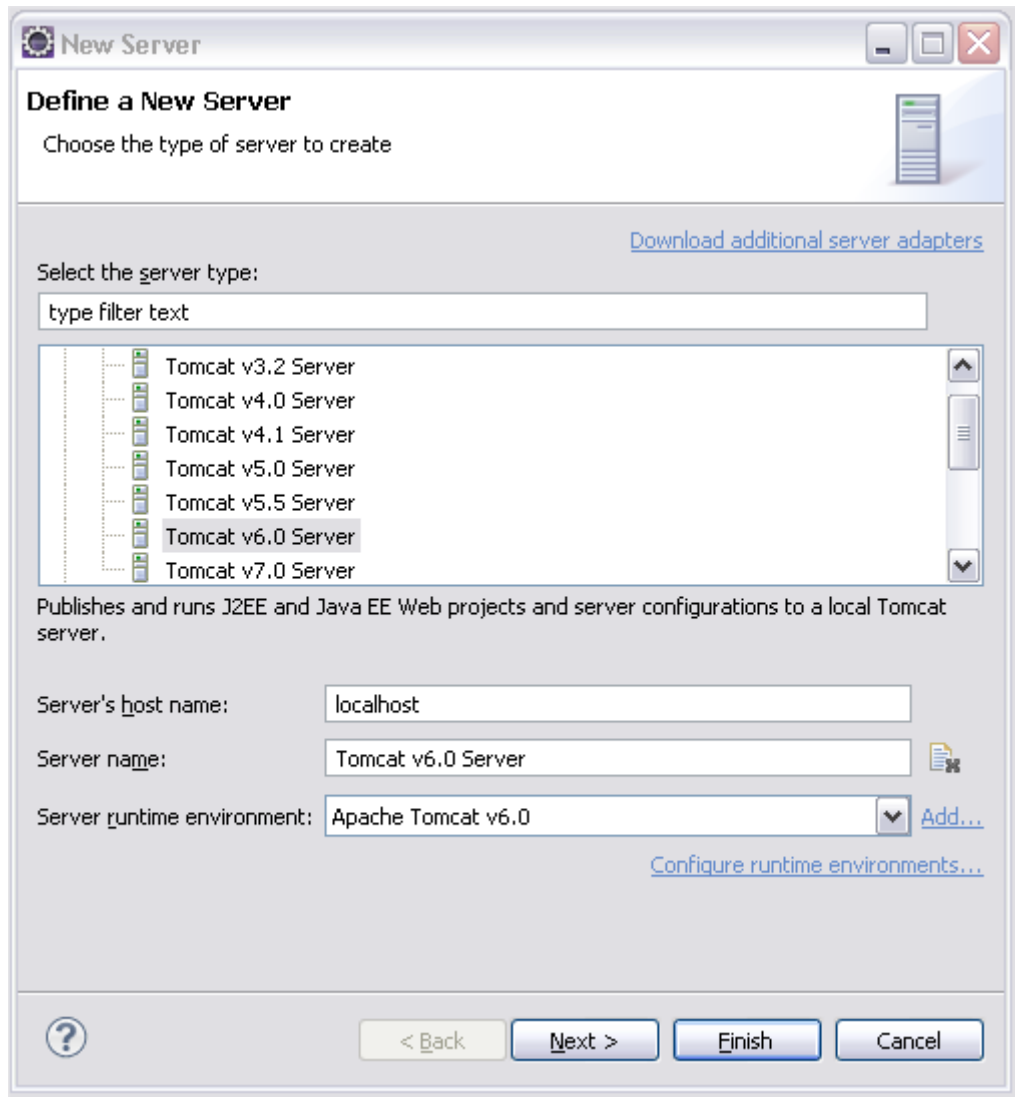 New Server
Define a New Server
Choose the type of server to create
Download additional server adapters
Select the server type:
type filter text
Tomcat v3.2 Server
Tomcat v4.0 Server
Tomcat v4.1 Server
Tomcat v5.0 Server
Tomcat v5.5 Server
Tomcat v6.0 Server
Tomcat v7.0 Server
Publishes and runs J2EE and Java EE Web projects and server configurations to a local Tomcat
server.
Server's host name: localhost
Server name: Tomcat v6.0 Server
Server runtime environment: Apache Tomcat v6.0 Add...
Configure runtime environments...
? < Back Next > Finish Cancel